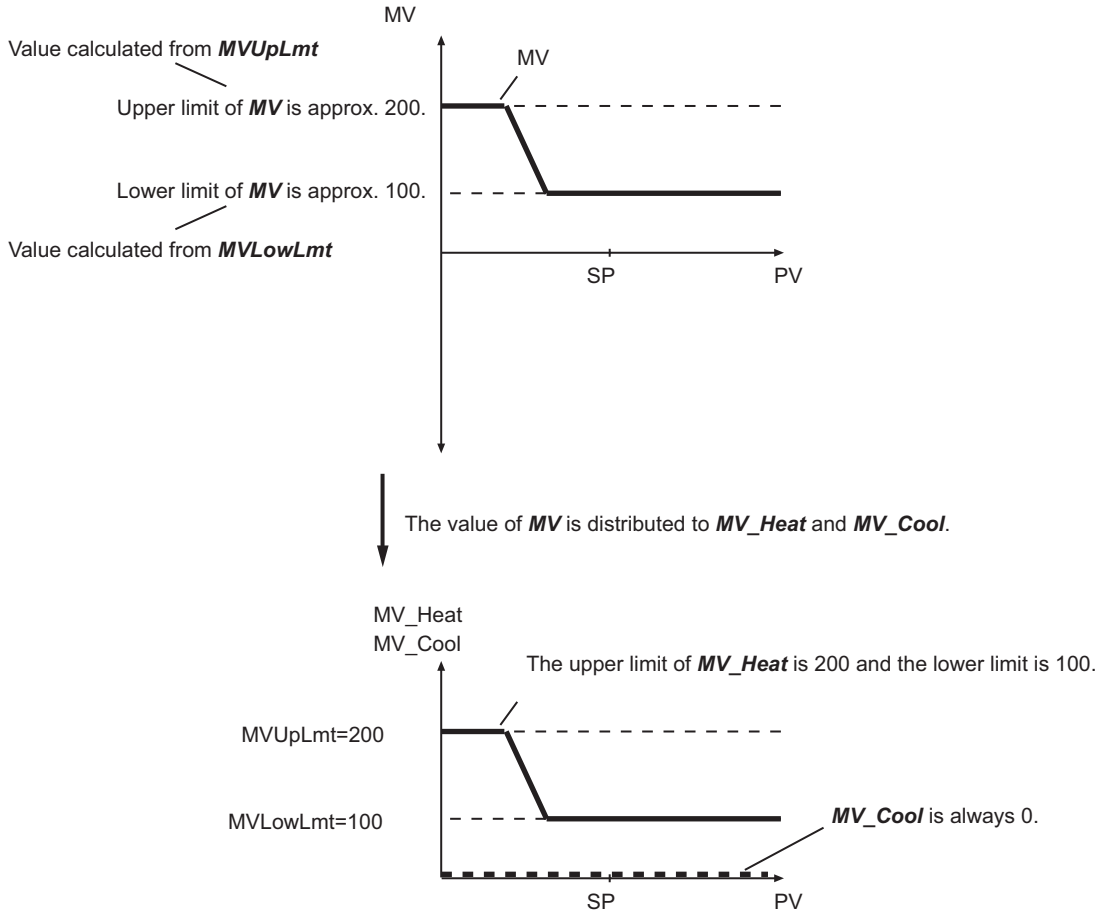 MV
Value calculated from MVUpLmt
MV
Upper limit of MV is approx. 200.
Lower limit of MV is approx. 100.
Value calculated from MVLowLmt
SP
PV
The value of MV is distributed to MV_Heat and MV_Cool.
MV_Heat
MV_Cool
The upper limit of MV_Heat is 200 and the lower limit is 100.
MVUpLmt=200
MVLowLmt=100
MV_Cool is always 0.
SP
PV